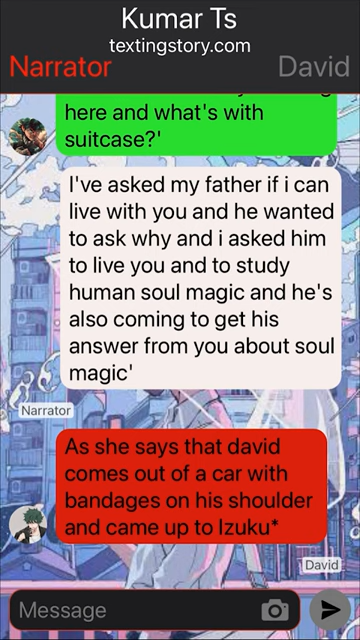 Kumar Ts
textingstory.com
Narrator David
here and what's with
suitcase?'
I've asked my father if i can
live with you and he wanted
to ask why and i asked him
to live you and to study
human soul magic and he's
also coming to get his
answer from you about soul
magic'
Narrator
As she says that david
comes out of a car with
bandages on his shoulder
and came up to Izuku*
David
Message